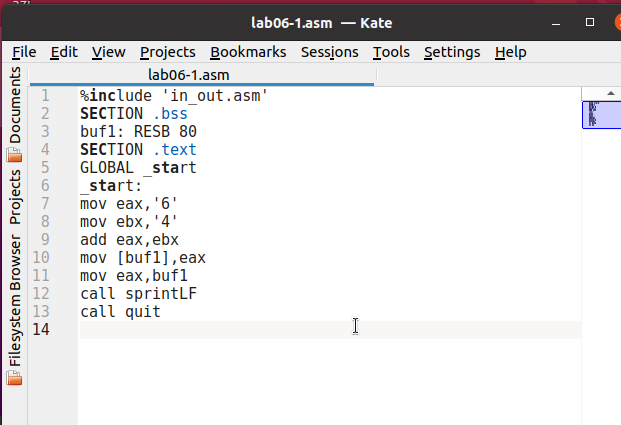 lab06-1.asm — Kate
File Edit View Projects Bookmarks Sessions Tools Settings Help
lab06-1.asm
Documents
Projects
Filesystem Browser
1 %include 'in_out.asm'
2 SECTION .bss
3 buf1: RESB 80
4 SECTION .text
5 GLOBAL _start
6 _start:
7 mov eax,'6'
8 mov ebx,'4'
9 add eax,ebx
10 mov [buf1],eax
11 mov eax,buf1
12 call sprintLF
13 call quit
14